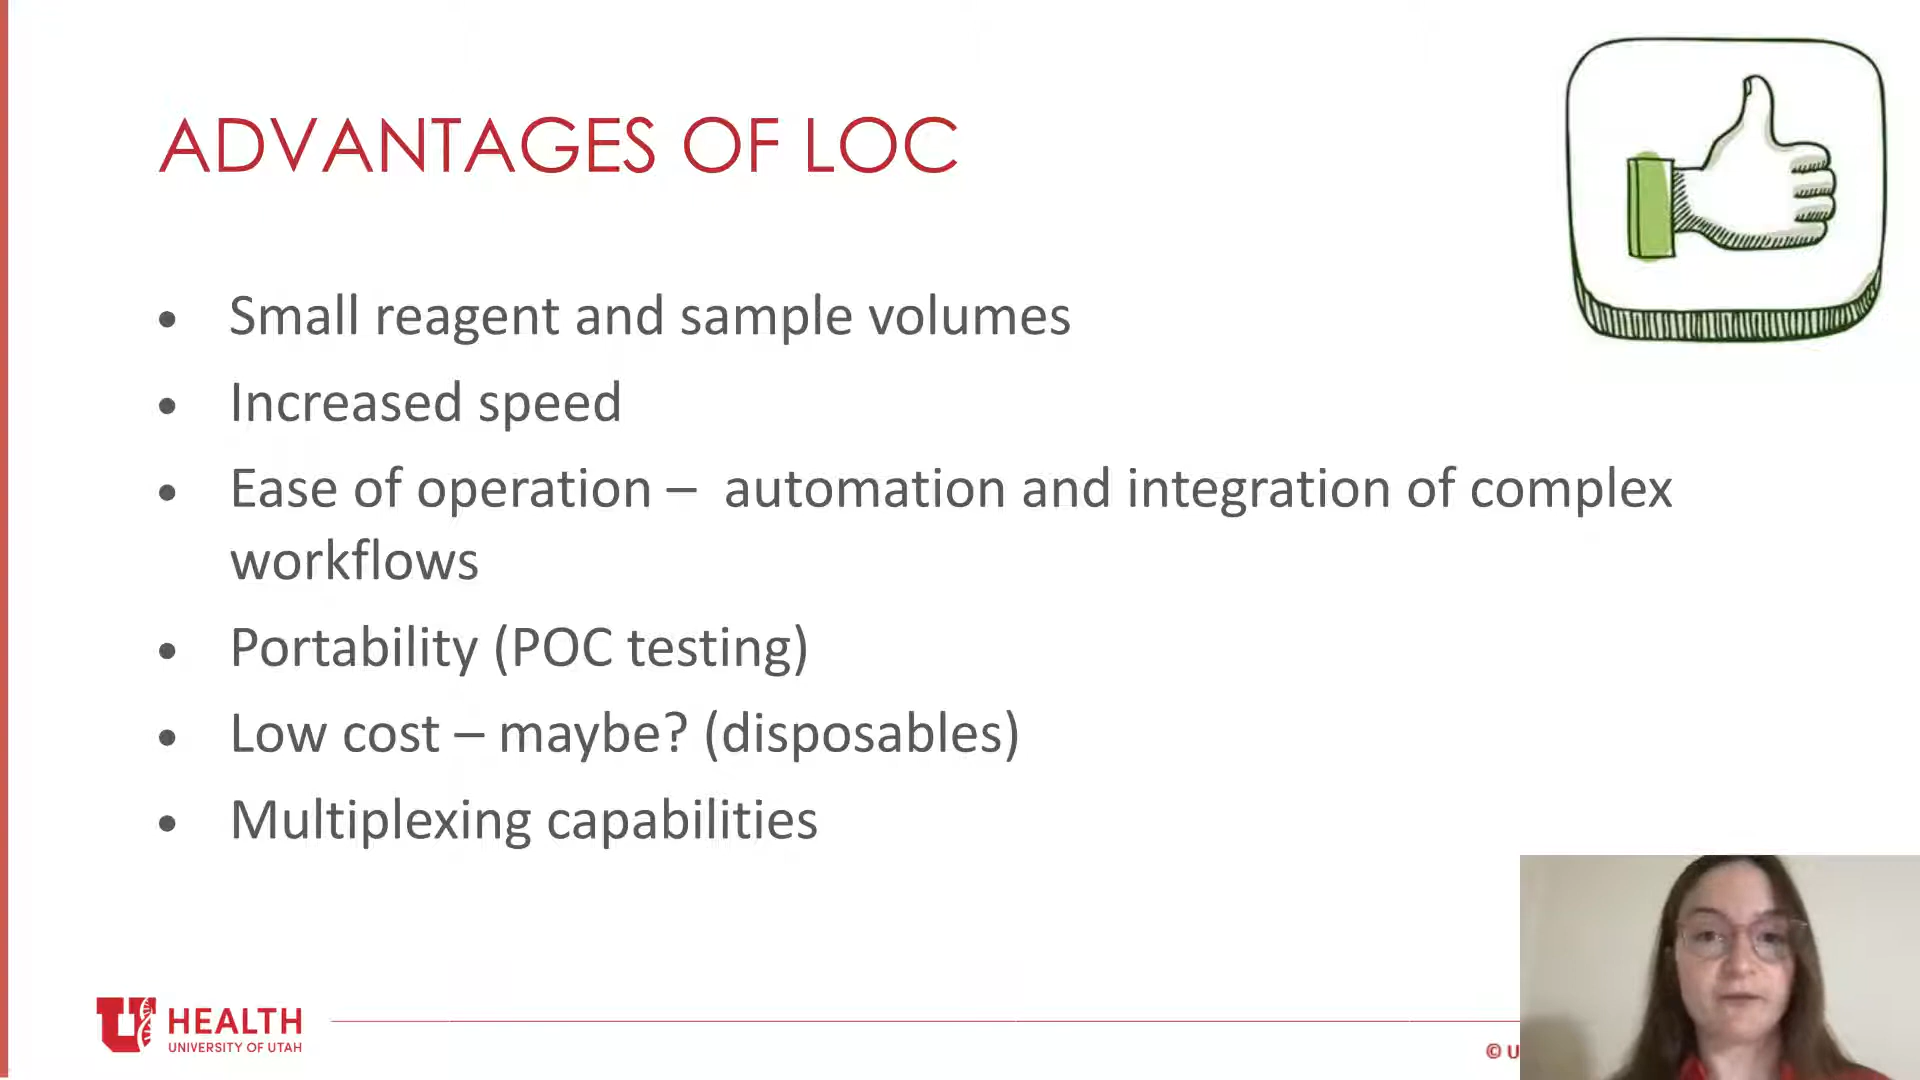 ADVANTAGES OF LOC
• Small reagent and sample volumes
• Increased speed
• Ease of operation – automation and integration of complex
workflows
• Portability (POC testing)
• Low cost – maybe? (disposables)
• Multiplexing capabilities
U HEALTH
UNIVERSITY OF UTAH
© U